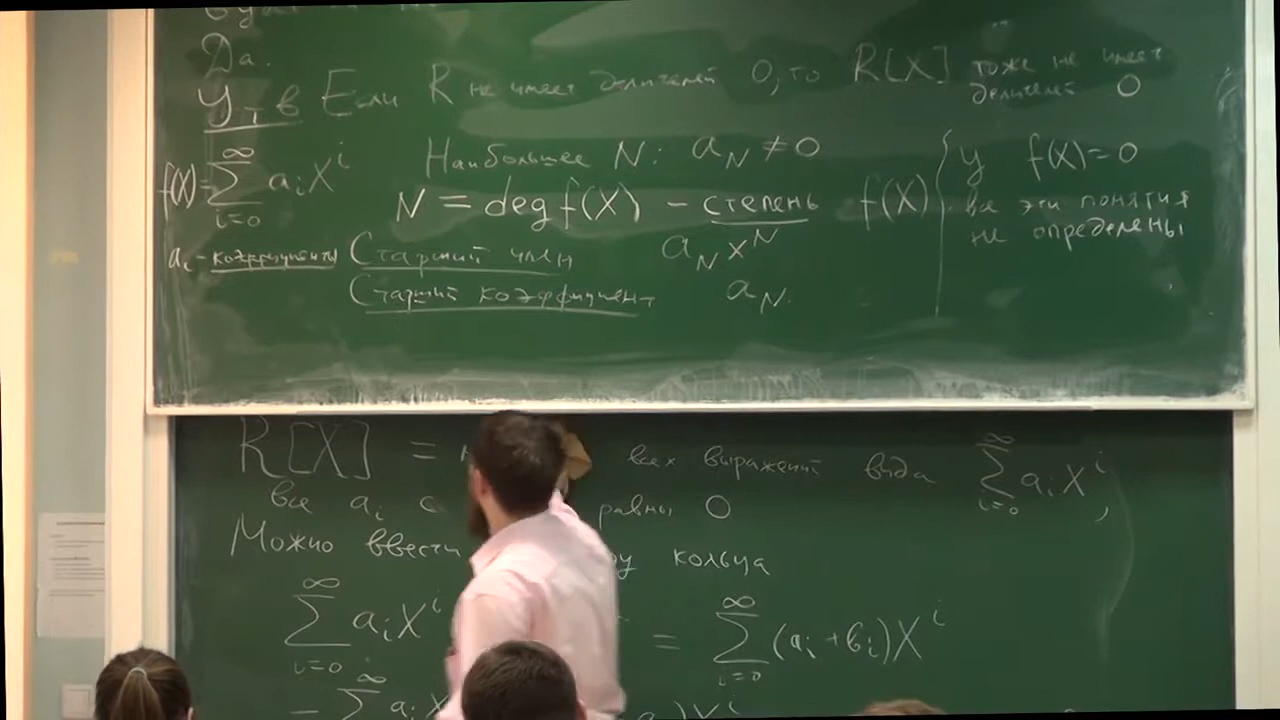 Да.
Утв Если R не имеет делителей 0, то R[X] тоже не имеет делителей 0
f(X)=∑_{i=0}^{∞} a_i X^i
Наибольшее N: a_N ≠ 0
N = deg f(X) – степень f(X)
a_i – коэффициенты
Старший член a_N x^N
Старший коэффициент a_N.
у f(X)=0
все эти понятия
не определены
R[X] = всех выражений вида ∑_{i=0}^{∞} a_i X^i ,
все a_i равны 0
Можно ввести кольца
∑_{i=0}^{∞} a_i X^i = ∑_{i=0}^{∞} (a_i + b_i) X^i
– ∑^{∞} a_i X )X^i